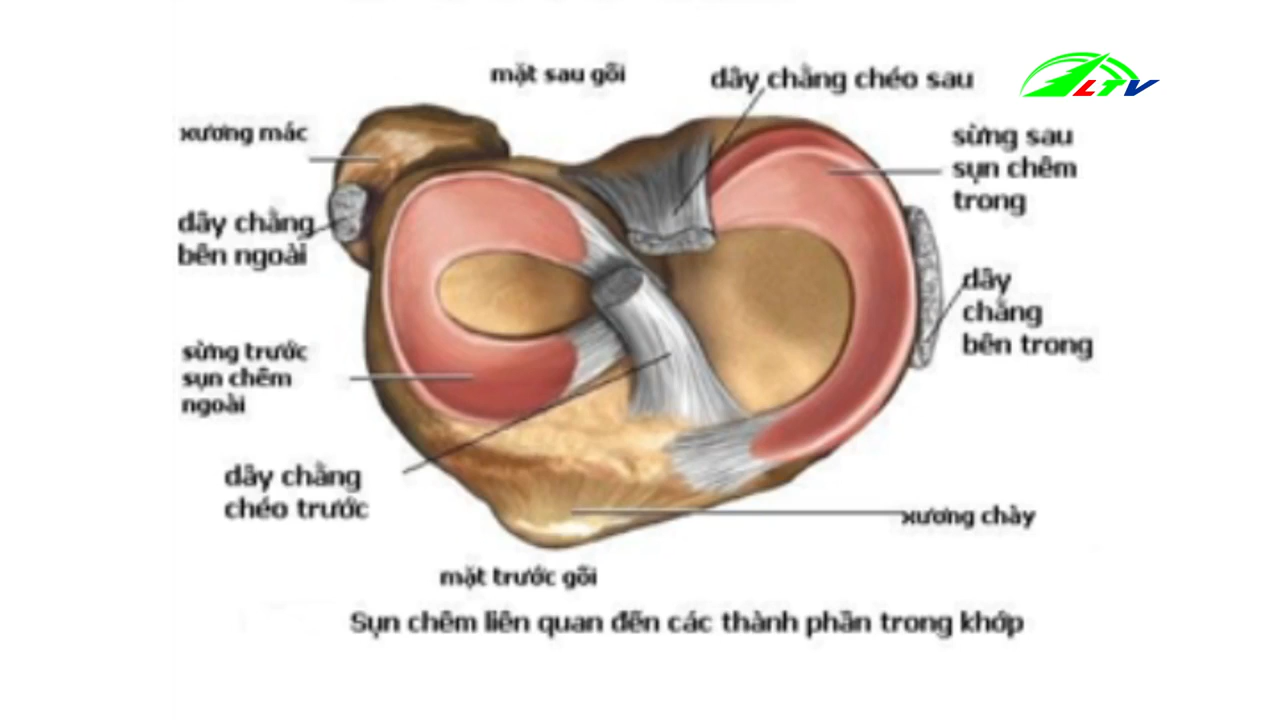 mặt sau gối
dây chằng chéo sau
LTV
xương mác
sừng sau
sụn chêm
trong
dây chằng
bên ngoài
dây
chằng
bên trong
sừng trước
sụn chêm
ngoài
dây chằng
chéo trước
xương chày
mặt trước gối
Sụn chêm liên quan đến các thành phần trong khớp